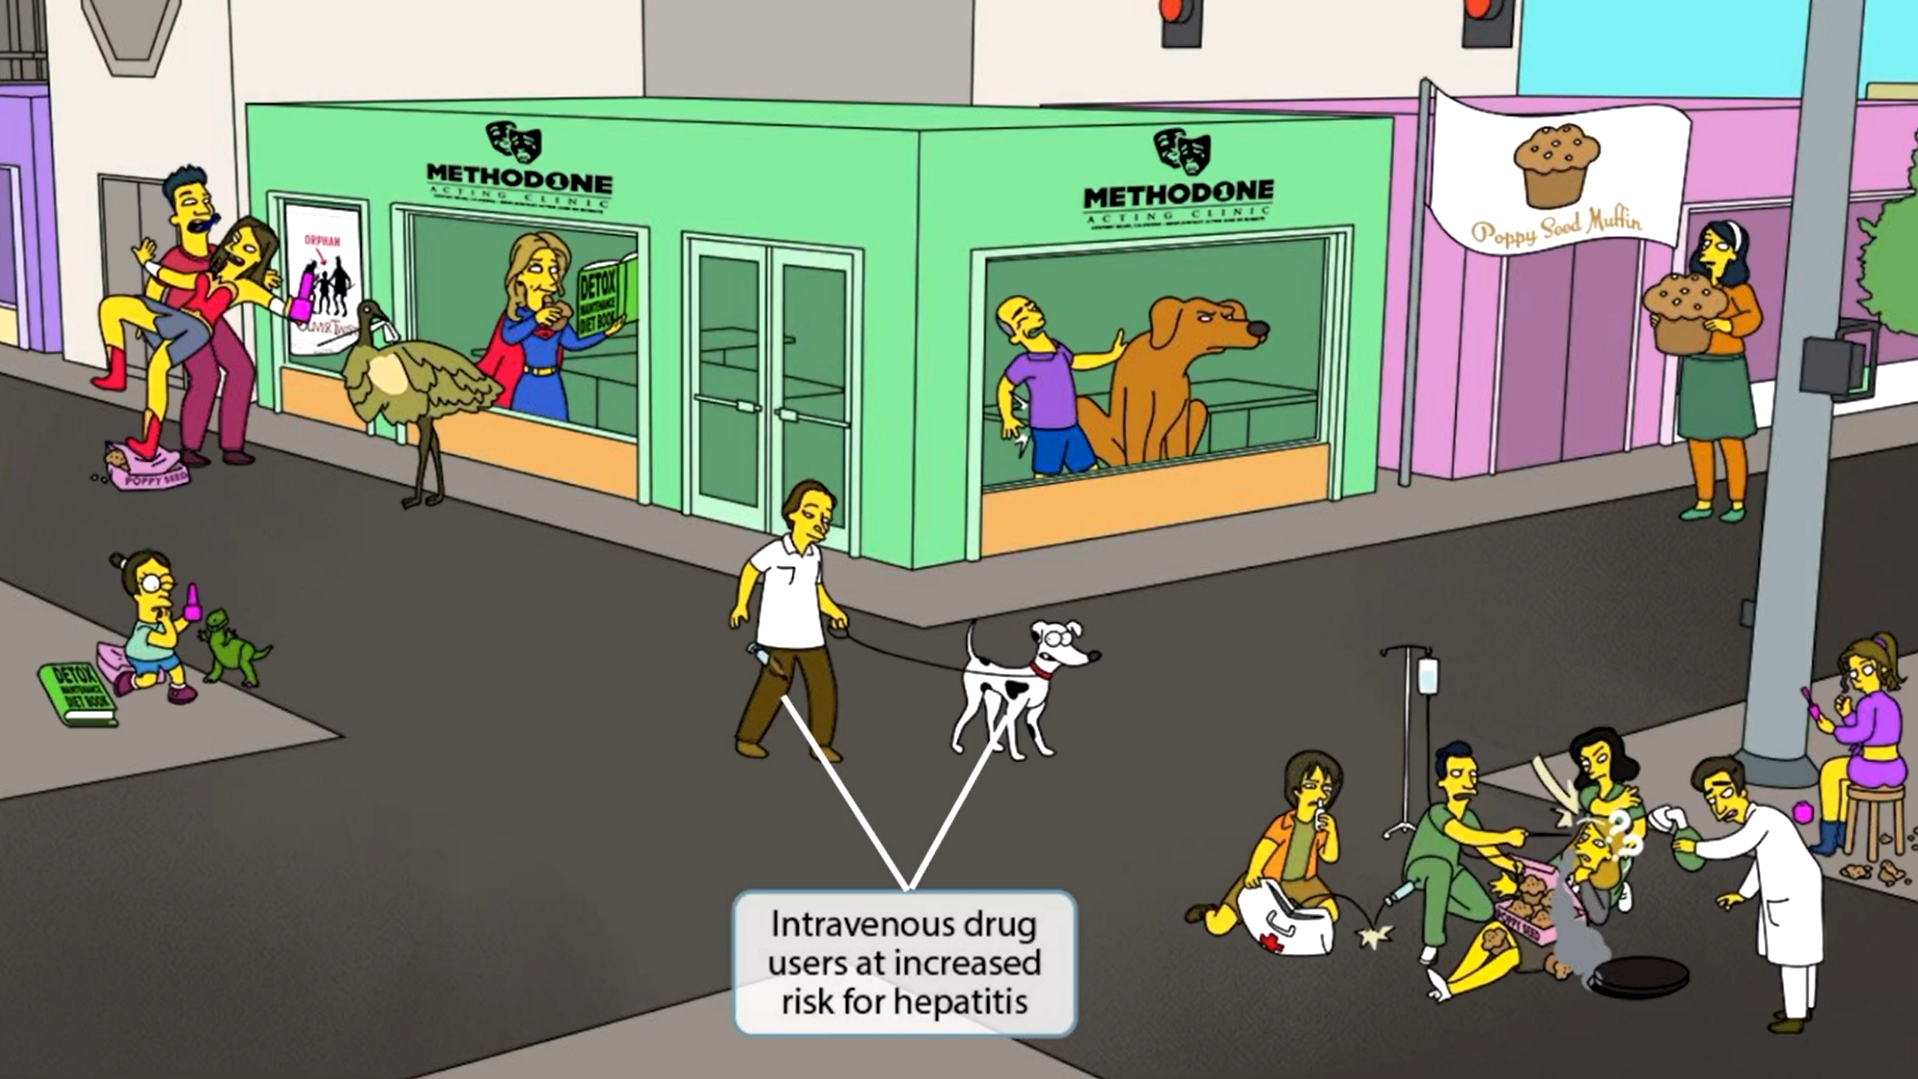 METHODONE
ACTING CLINIC
METHODONE
ACTING CLINIC
Poppy Seed Muffin
ORPHAN
OLIVER TWIST
DETOX
MAINTENANCE
DIET BOOK
POPPY SEED
DETOX
MAINTENANCE
DIET BOOK
POPPY SEED
??
??
Intravenous drug
users at increased
risk for hepatitis